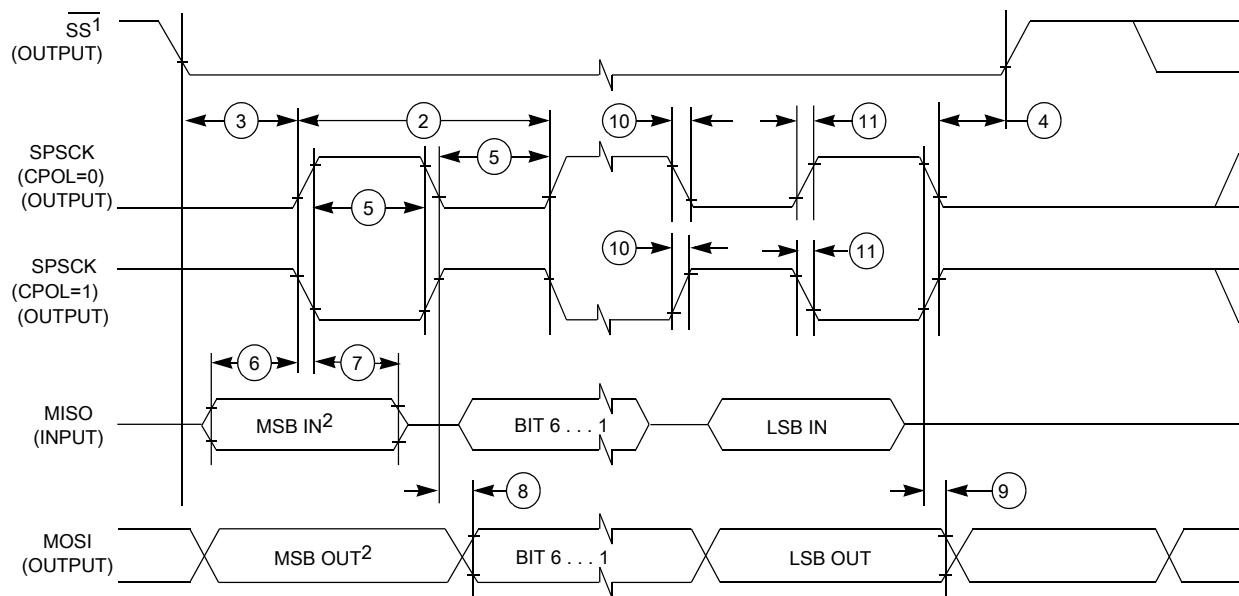 SS1
(OUTPUT)
3
2
10
11
4
SPSCK
(CPOL=0)
(OUTPUT)
5
5
10
11
SPSCK
(CPOL=1)
(OUTPUT)
6
7
MISO
(INPUT)
MSB IN2
BIT 6 . . . 1
LSB IN
8
9
MOSI
(OUTPUT)
MSB OUT2
BIT 6 . . . 1
LSB OUT